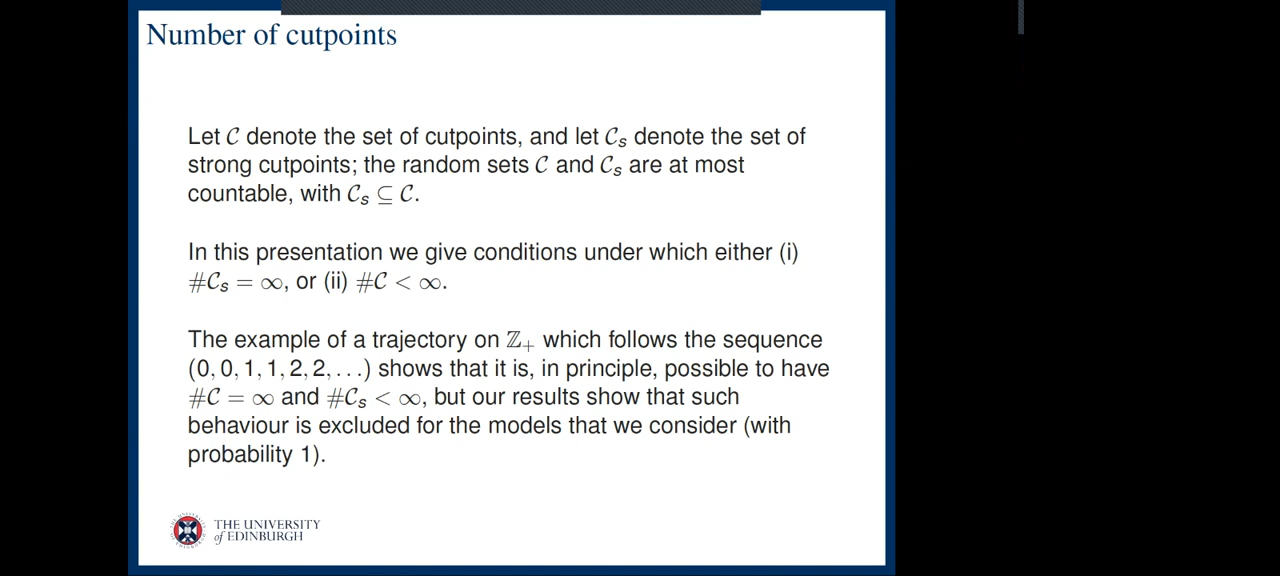 Number of cutpoints
Let 𝒞 denote the set of cutpoints, and let 𝒞ₛ denote the set of
strong cutpoints; the random sets 𝒞 and 𝒞ₛ are at most
countable, with 𝒞ₛ ⊆ 𝒞.
In this presentation we give conditions under which either (i)
#𝒞ₛ = ∞, or (ii) #𝒞 < ∞.
The example of a trajectory on ℤ₊ which follows the sequence
(0, 0, 1, 1, 2, 2, . . .) shows that it is, in principle, possible to have
#𝒞 = ∞ and #𝒞ₛ < ∞, but our results show that such
behaviour is excluded for the models that we consider (with
probability 1).
THE UNIVERSITY
of EDINBURGH